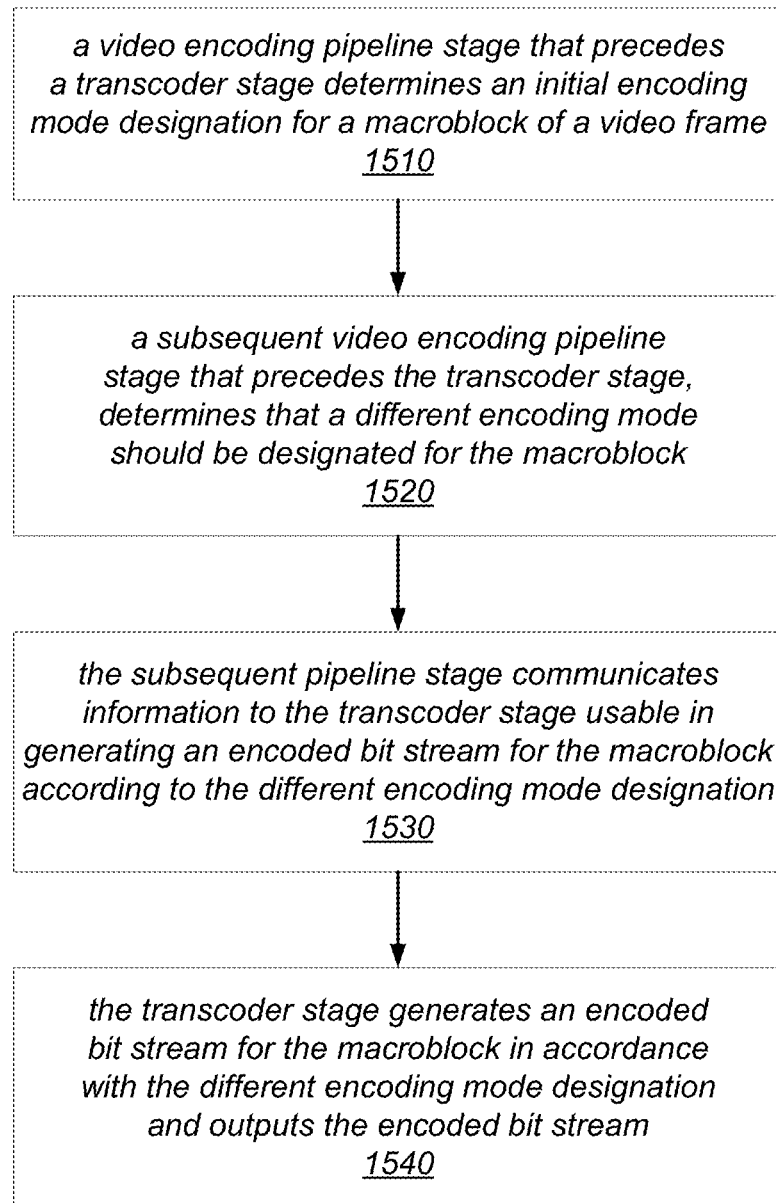 a video encoding pipeline stage that precedes
a transcoder stage determines an initial encoding
mode designation for a macroblock of a video frame
1510
a subsequent video encoding pipeline
stage that precedes the transcoder stage,
determines that a different encoding mode
should be designated for the macroblock
1520
the subsequent pipeline stage communicates
information to the transcoder stage usable in
generating an encoded bit stream for the macroblock
according to the different encoding mode designation
1530
the transcoder stage generates an encoded
bit stream for the macroblock in accordance
with the different encoding mode designation
and outputs the encoded bit stream
1540